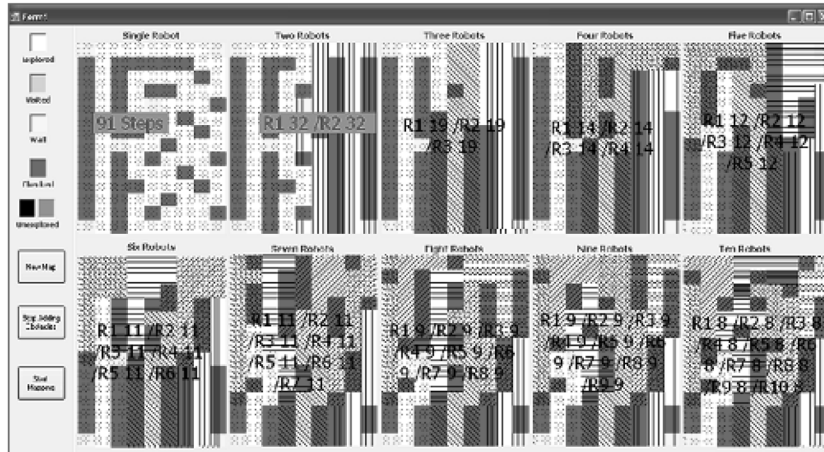 Form1
Single Robot
Two Robots
Three Robots
Four Robots
Five Robots
Visited
Wall
Unexplored
91 Steps
R1 32 /R2 32
R1 19 /R2 19
/R3 19
R1 14 /R2 14
/R3 14 /R4 14
R1 12 /R2 12
/R3 12 /R4 12
/R5 12
Six Robots
Seven Robots
Eight Robots
Nine Robots
Ten Robots
New Map
Stop Adding
Obstacles
Start
R1 11 /R2 11
/R3 11 /R4 11
/R5 11 /R6 11
R1 11 /R2 11
/R3 11 /R4 11
/R5 11 /R6 11
/R7 11
R1 9 /R2 9 /R3 9
/R4 9 /R5 9 /R6
9 /R7 9 /R8 9
R1 9 /R2 9 /R3 9
/R4 9 /R5 9 /R6
9 /R7 9 /R8 9
/R9 9
R1 8 /R2 8 /R3 8
/R4 8 /R5 8 /R6
8 /R7 8 /R8 8
/R9 8 /R10 8